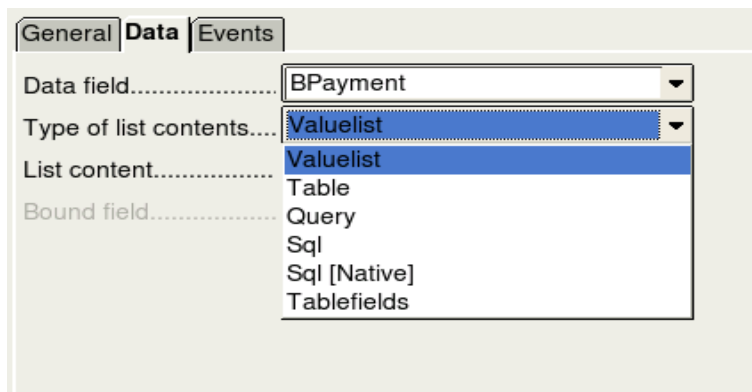 General Data Events
Data field..................... BPayment
Type of list contents.... Valuelist
List content................. Valuelist
Table
Bound field.................. Query
Sql
Sql [Native]
Tablefields